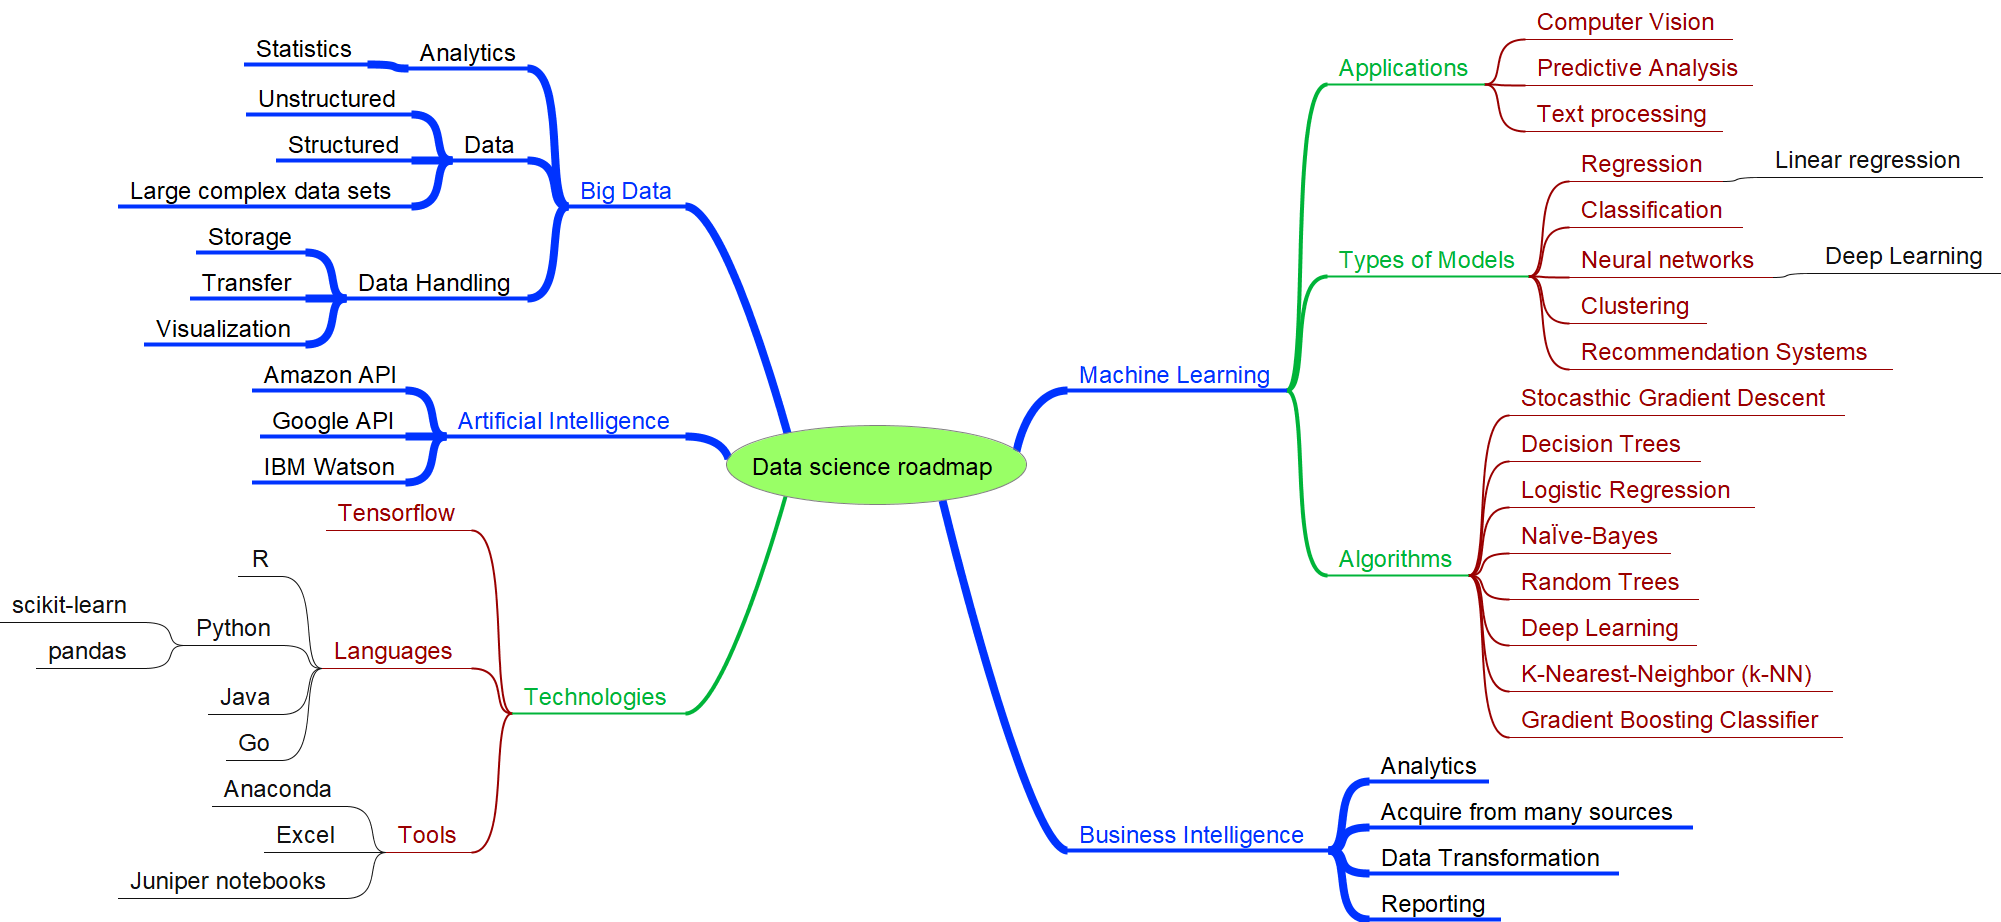 Data science roadmap
Big Data
Analytics
Statistics
Data
Unstructured
Structured
Large complex data sets
Data Handling
Storage
Transfer
Visualization
Artificial Intelligence
Amazon API
Google API
IBM Watson
Technologies
Tensorflow
Languages
R
Python
scikit-learn
pandas
Java
Go
Tools
Anaconda
Excel
Juniper notebooks
Machine Learning
Applications
Computer Vision
Predictive Analysis
Text processing
Types of Models
Regression
Linear regression
Classification
Neural networks
Deep Learning
Clustering
Recommendation Systems
Algorithms
Stocasthic Gradient Descent
Decision Trees
Logistic Regression
NaÏve-Bayes
Random Trees
Deep Learning
K-Nearest-Neighbor (k-NN)
Gradient Boosting Classifier
Business Intelligence
Analytics
Acquire from many sources
Data Transformation
Reporting